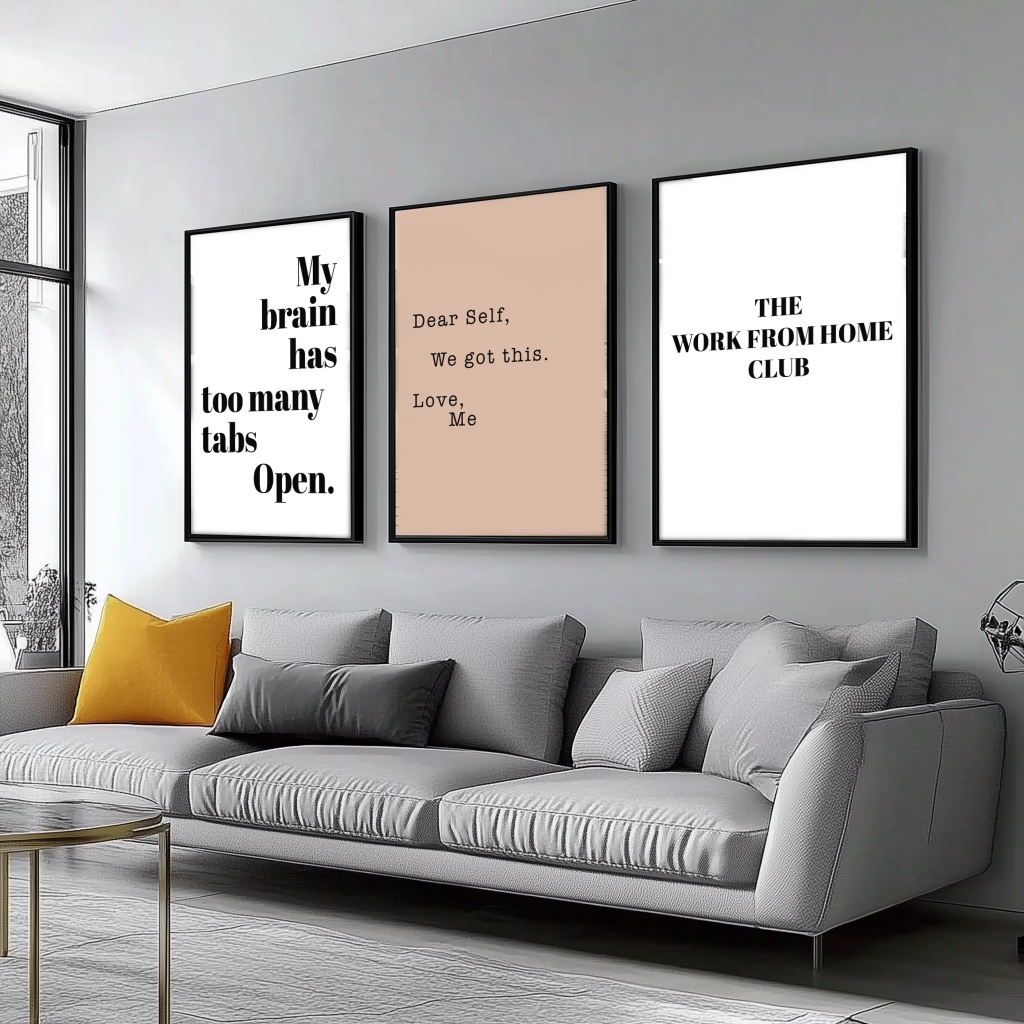 My
brain
has
too many
tabs
Open.
Dear Self,
We got this.
Love,
Me
THE
WORK FROM HOME
CLUB